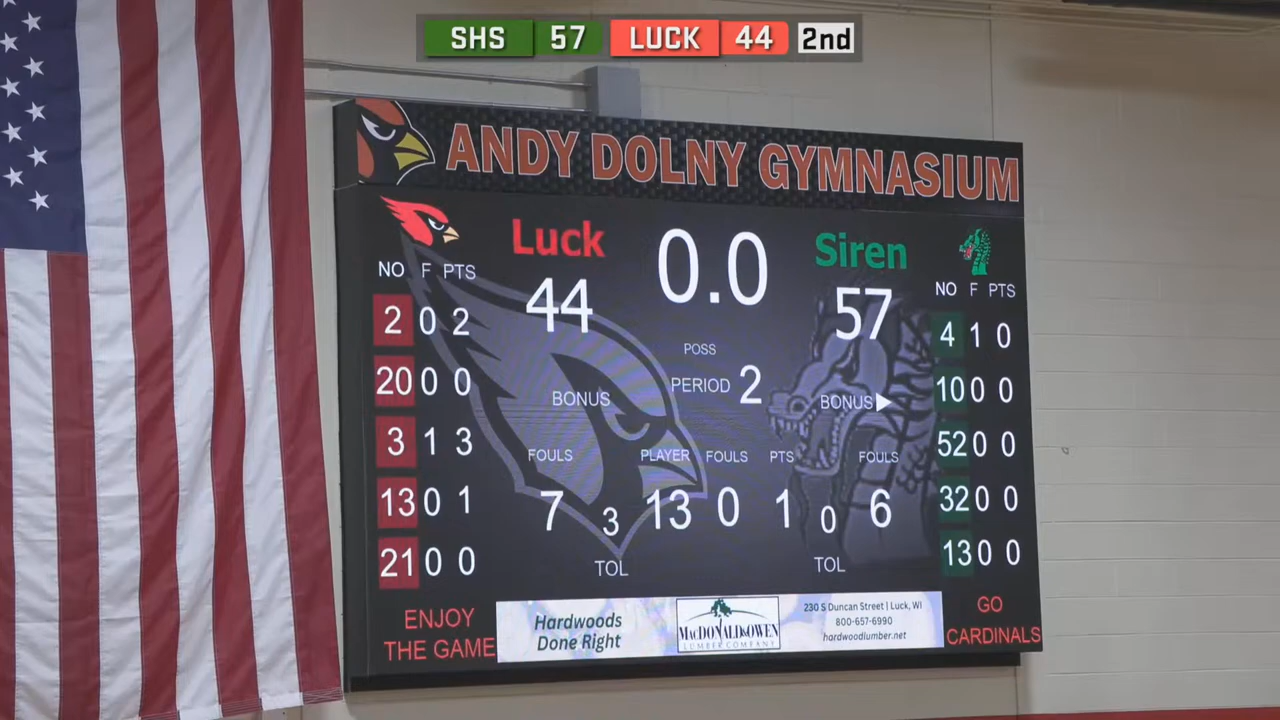 SHS 57 LUCK 44 2nd
ANDY DOLNY GYMNASIUM
Luck 0.0 Siren
NO F PTS
44
57
NO F PTS
2 0 2
4 1 0
POSS
20 0 0
PERIOD 2
10 0 0
BONUS
BONUS▶
3 1 3
52 0 0
FOULS PLAYER FOULS PTS FOULS
13 0 1
7 3 13 0 1 0 6
32 0 0
21 0 0
TOL
TOL
13 0 0
ENJOY
THE GAME
Hardwoods
Done Right
MACDONALD & OWEN
LUMBER COMPANY
230 S Duncan Street | Luck, WI
800-657-6990
hardwoodlumber.net
GO
CARDINALS